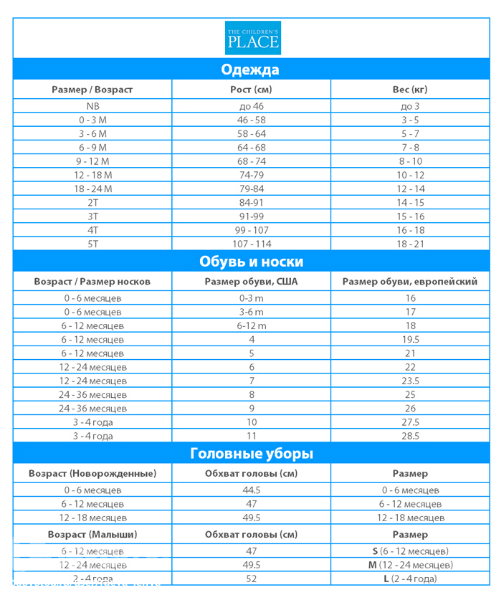 THE CHILDREN'S
PLACE
Одежда
Размер / Возраст Рост (см) Вес (кг)
NB до 46 до 3
0 - 3 M 46 - 58 3 - 5
3 - 6 M 58 - 64 5 - 7
6 - 9 M 64 - 68 7 - 8
9 - 12 M 68 - 74 8 - 10
12 - 18 M 74-79 10 - 12
18 - 24 M 79-84 12 - 14
2T 84-91 14 - 15
3T 91-99 15 - 16
4T 99 - 107 16 - 18
5T 107 - 114 18 - 21
Обувь и носки
Возраст / Размер носков Размер обуви, США Размер обуви, европейский
0 - 6 месяцев 0-3 m 16
0 - 6 месяцев 3-6 m 17
6 - 12 месяцев 6-12 m 18
6 - 12 месяцев 4 19.5
6 - 12 месяцев 5 21
12 - 24 месяцев 6 22
12 - 24 месяцев 7 23.5
24 - 36 месяцев 8 25
24 - 36 месяцев 9 26
3 - 4 года 10 27.5
3 - 4 года 11 28.5
Головные уборы
Возраст (Новорожденные) Обхват головы (см) Размер
0 - 6 месяцев 44.5 0 - 6 месяцев
6 - 12 месяцев 47 6 - 12 месяцев
12 - 18 месяцев 49.5 12 - 18 месяцев
Возраст (Малыши) Обхват головы (см) Размер
6 - 12 месяцев 47 S (6 - 12 месяцев)
12 - 24 месяцев 49.5 M (12 - 24 месяцев)
2 - 4 года 52 L (2 - 4 года)